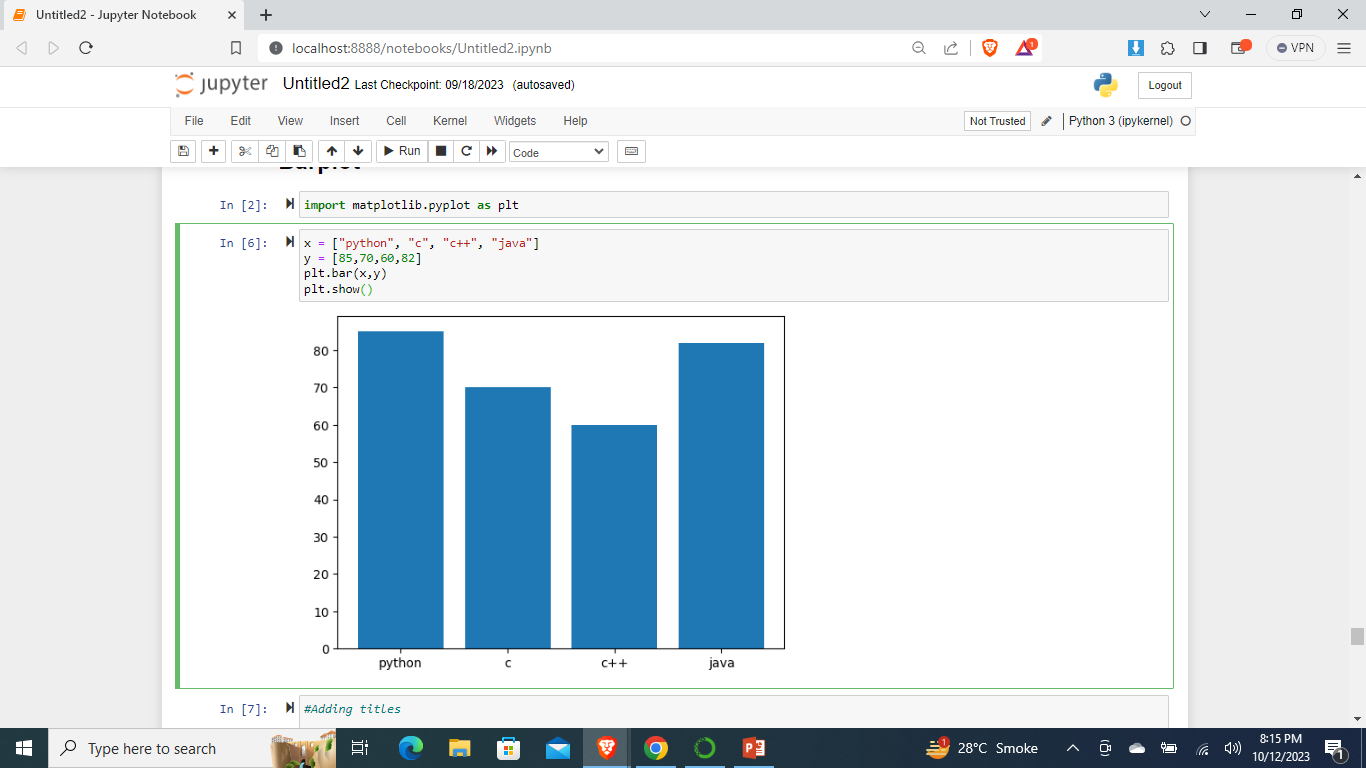 Untitled2 - Jupyter Notebook
localhost:8888/notebooks/Untitled2.ipynb
1
VPN
jupyter Untitled2 Last Checkpoint: 09/18/2023 (autosaved)
Logout
File Edit View Insert Cell Kernel Widgets Help
Not Trusted Python 3 (ipykernel)
Run Code
Barplot
In [2]: import matplotlib.pyplot as plt
In [6]: x = ["python", "c", "c++", "java"]
y = [85,70,60,82]
plt.bar(x,y)
plt.show()
80
70
60
50
40
30
20
10
0
python c c++ java
In [7]: #Adding titles
Type here to search
1 28°C Smoke
8:15 PM
10/12/2023
1